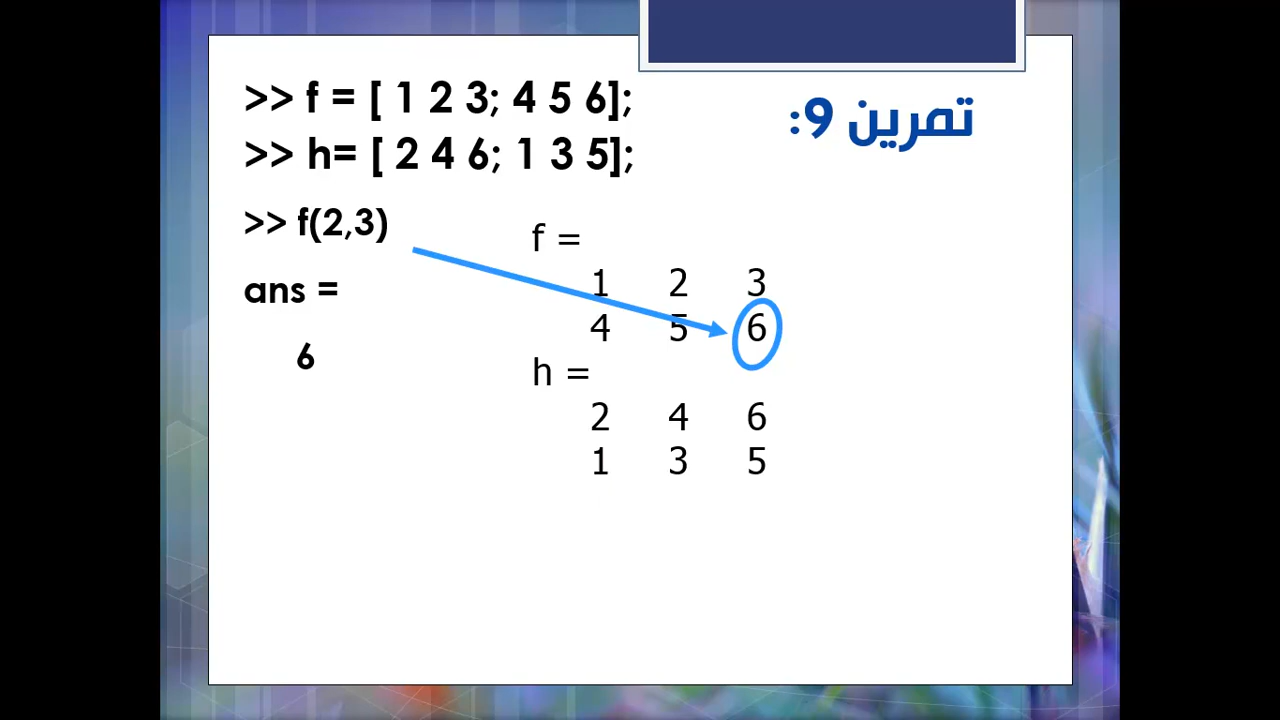 تمرين 9:
>> f = [ 1 2 3; 4 5 6];
>> h= [ 2 4 6; 1 3 5];
>> f(2,3)
ans =
6
f =
1 2 3
4 5 6
h =
2 4 6
1 3 5